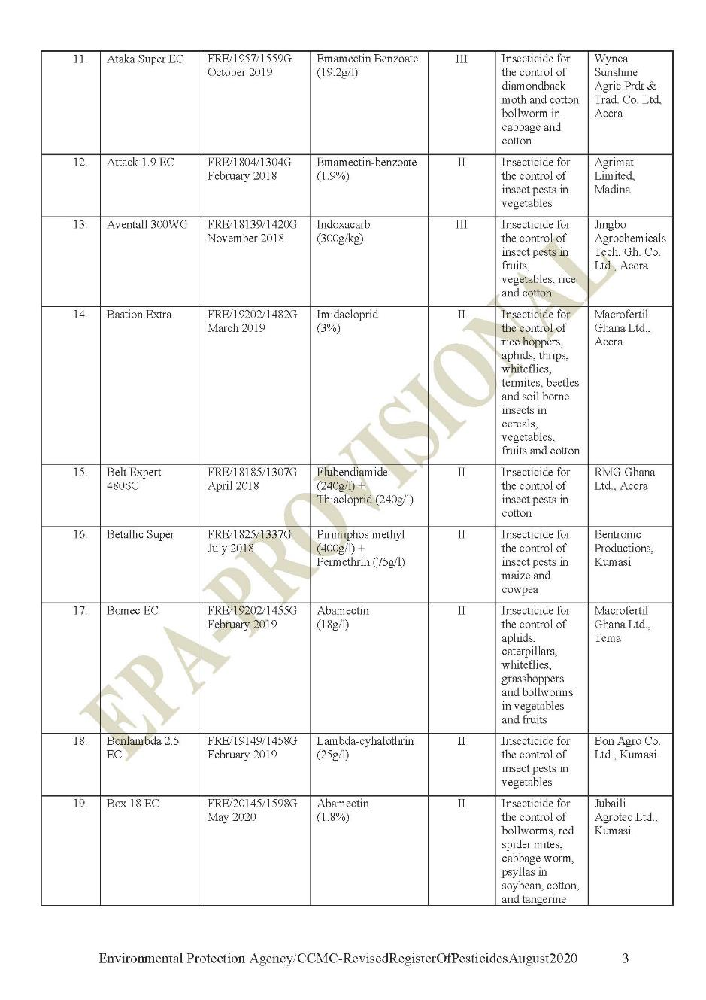 11. Ataka Super EC FRE/1957/1559G Emamectin Benzoate III Insecticide for Wynca
October 2019 (19.2g/l) the control of Sunshine
diamondback Agric Prdt &
moth and cotton Trad. Co. Ltd,
bollworm in Accra
cabbage and
cotton
12. Attack 1.9 EC FRE/1804/1304G Emamectin-benzoate II Insecticide for Agrimat
February 2018 (1.9%) the control of Limited,
insect pests in Madina
vegetables
13. Aventall 300WG FRE/18139/1420G Indoxacarb III Insecticide for Jingbo
November 2018 (300g/kg) the control of Agrochemicals
insect pests in Tech. Gh. Co.
fruits, Ltd., Accra
vegetables, rice
and cotton
14. Bastion Extra FRE/19202/1482G Imidacloprid II Insecticide for Macrofertil
March 2019 (3%) the control of Ghana Ltd.,
rice hoppers, Accra
aphids, thrips,
whiteflies,
termites, beetles
and soil borne
insects in
cereals,
vegetables,
fruits and cotton
15. Belt Expert FRE/18185/1307G Flubendiamide II Insecticide for RMG Ghana
480SC April 2018 (240g/l) + the control of Ltd., Accra
Thiacloprid (240g/l) insect pests in
cotton
16. Betallic Super FRE/1825/1337G Pirimiphos methyl II Insecticide for Bentronic
July 2018 (400g/l) + the control of Productions,
Permethrin (75g/l) insect pests in Kumasi
maize and
cowpea
17. Bomec EC FRE/19202/1455G Abamectin II Insecticide for Macrofertil
February 2019 (18g/l) the control of Ghana Ltd.,
aphids, Tema
caterpillars,
whiteflies,
grasshoppers
and bollworms
in vegetables
and fruits
18. Bonlambda 2.5 FRE/19149/1458G Lambda-cyhalothrin II Insecticide for Bon Agro Co.
EC February 2019 (25g/l) the control of Ltd., Kumasi
insect pests in
vegetables
19. Box 18 EC FRE/20145/1598G Abamectin II Insecticide for Jubaili
May 2020 (1.8%) the control of Agrotec Ltd.,
bollworms, red Kumasi
spider mites,
cabbage worm,
psyllas in
soybean, cotton,
and tangerine
EPA-PROVISIONAL
Environmental Protection Agency/CCMC-RevisedRegisterOfPesticidesAugust2020 3